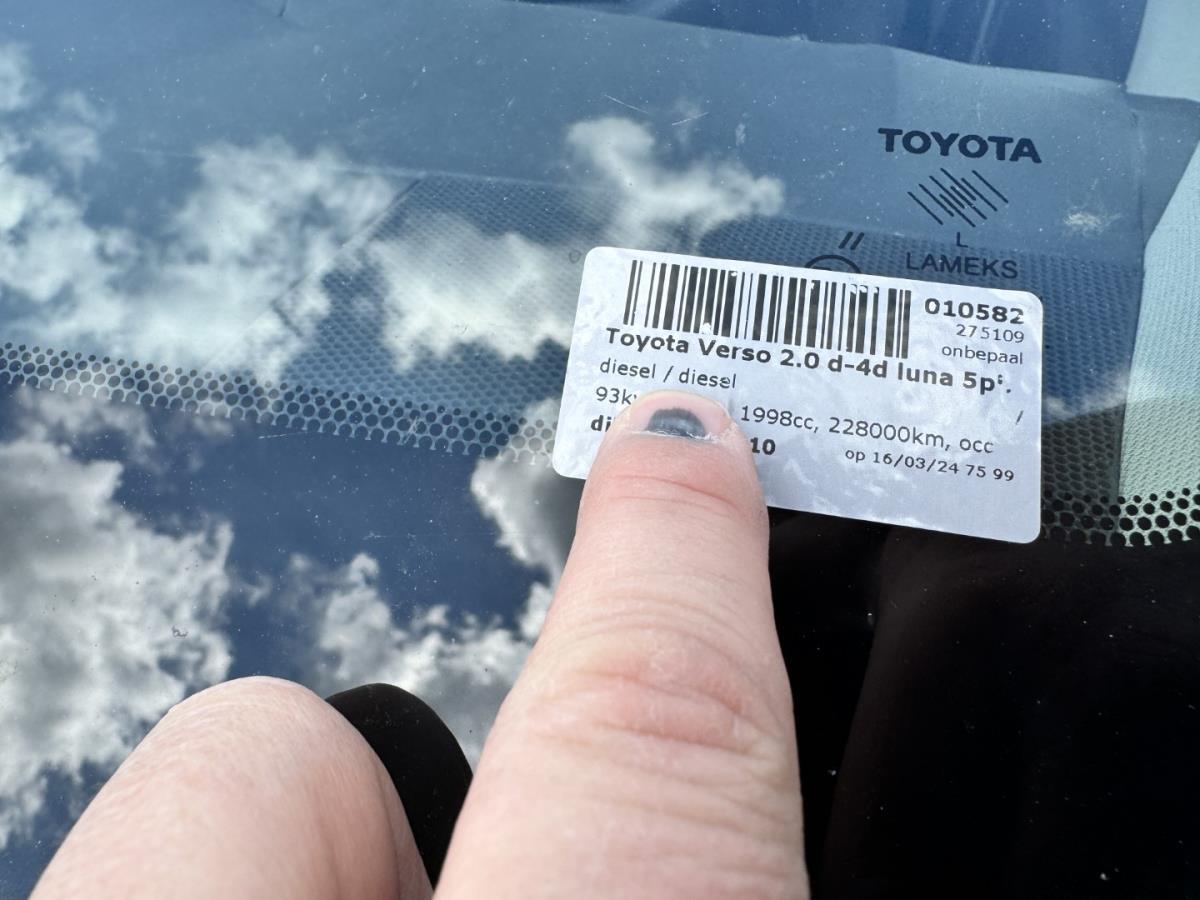 TOYOTA
L
LAMEKS
010582
275109
onbepaal
Toyota Verso 2.0 d-4d luna 5p
diesel / diesel
1998cc, 228000km, occ
10
op 16/03/24 75 99